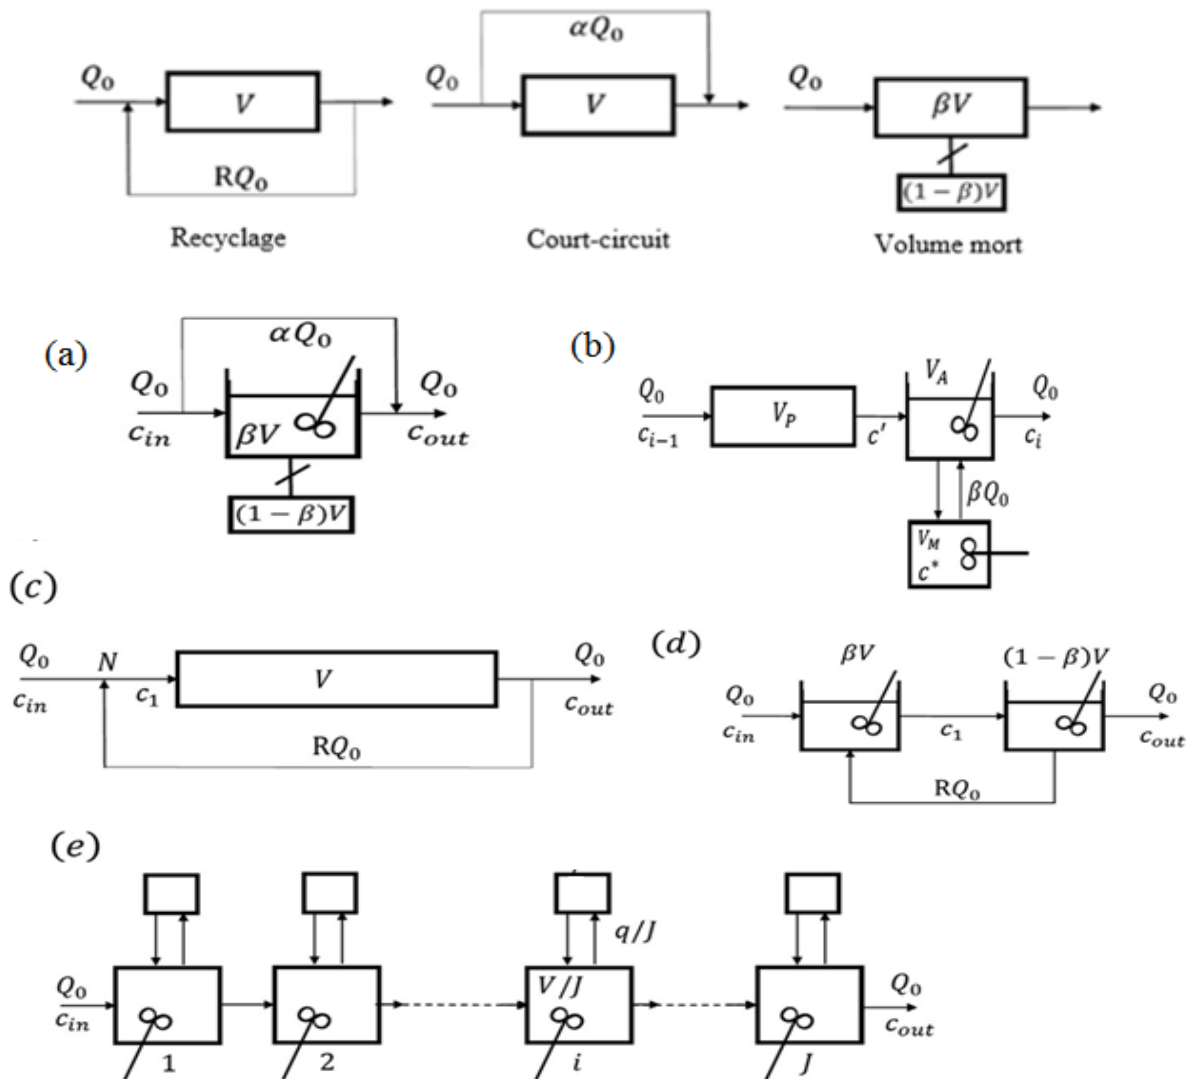 αQ₀
Q₀ V
RQ₀
Recyclage
Q₀ V
Court-circuit
Q₀ βV
(1 − β)V
Volume mort
(a)
αQ₀
Q₀ Q₀
c_in βV c_out
(1 − β)V
(b)
V_A
Q₀ V_P Q₀
c_{i−1} c′ c_i
βQ₀
V_M
c*
(c)
Q₀ N V Q₀
c_in c₁ c_out
RQ₀
(d)
βV (1 − β)V
Q₀ Q₀
c_in c₁ c_out
RQ₀
(e)
q/J
Q₀ V/J Q₀
c_in c_out
1 2 i J